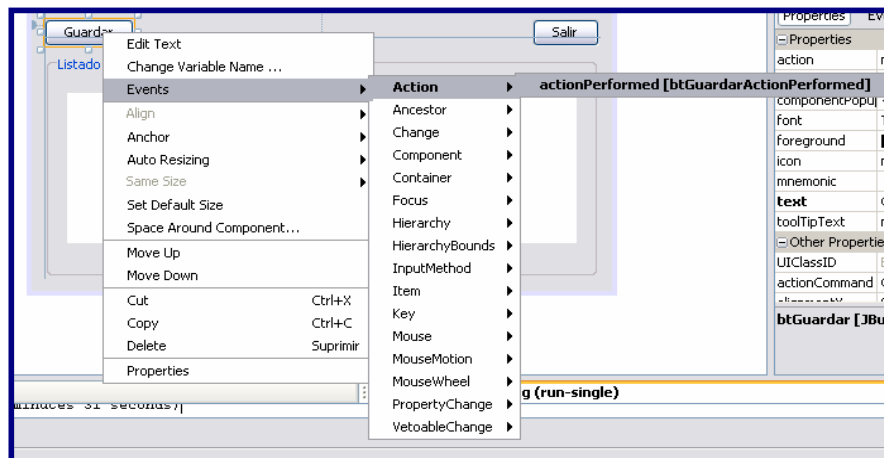 Guardar
Salir
Listado
Edit Text
Change Variable Name ...
Events
Align
Anchor
Auto Resizing
Same Size
Set Default Size
Space Around Component...
Move Up
Move Down
Cut Ctrl+X
Copy Ctrl+C
Delete Suprimir
Properties
Action
Ancestor
Change
Component
Container
Focus
Hierarchy
HierarchyBounds
InputMethod
Item
Key
Mouse
MouseMotion
MouseWheel
PropertyChange
VetoableChange
actionPerformed [btGuardarActionPerformed]
Properties
Properties
action
componentPopu
font
foreground
icon
mnemonic
text
toolTipText
Other Propertie
UIClassID
actionCommand
btGuardar [JBu
g (run-single)
minutes 31 seconds)